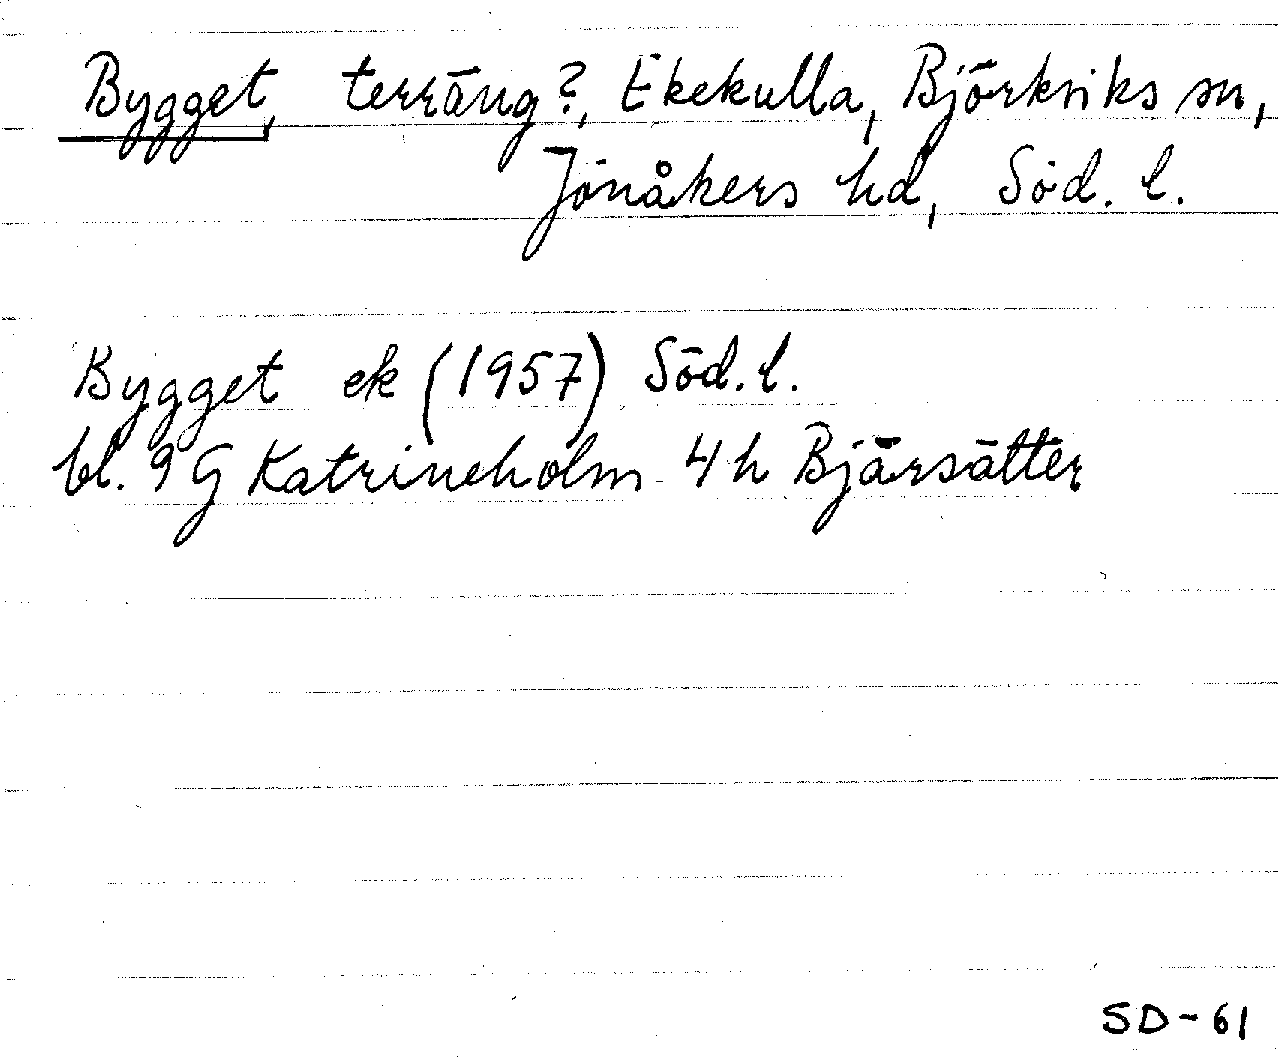 Bygget, terräng?, Ekekulla, Björkviks sn,
Jönåkers hd, Söd. l.
Bygget ek (1957) Söd. l.
bl. 9 G Katrineholm 4 h Bjärsätter
SD-61